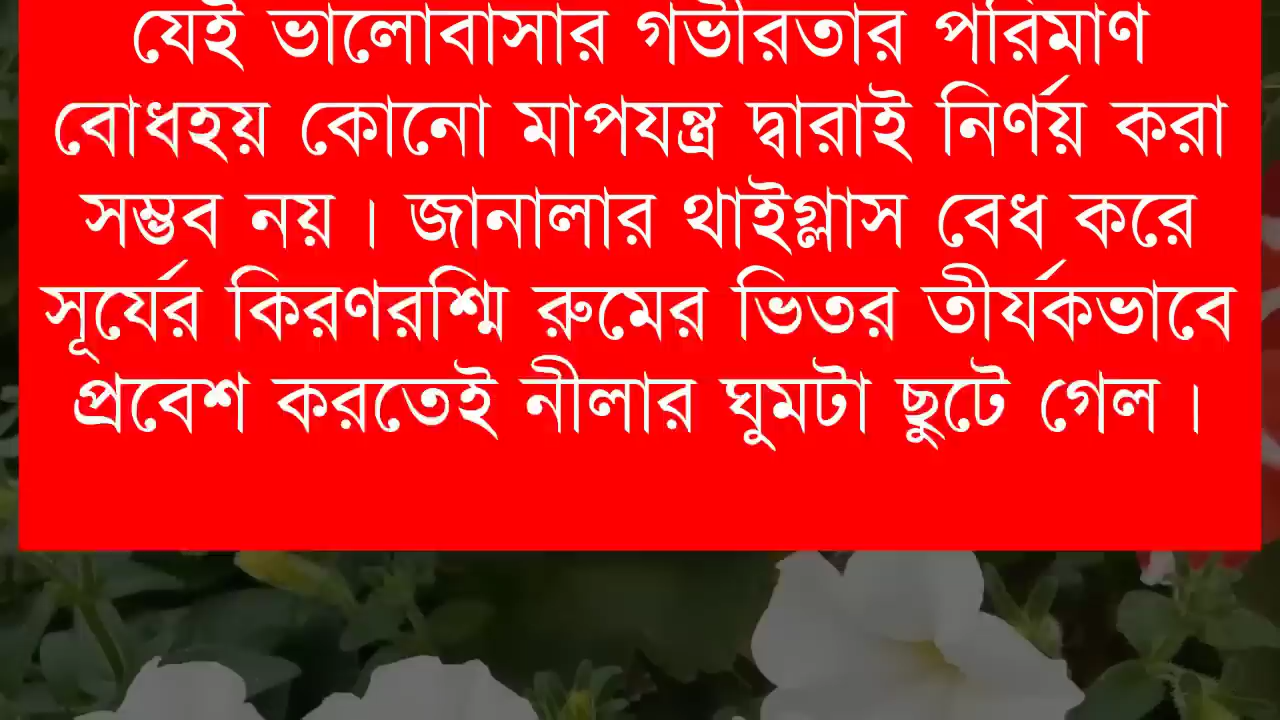 যেই ভালোবাসার গভীরতার পরিমাণ
বোধহয় কোনো মাপযন্ত্র দ্বারাই নির্ণয় করা
সম্ভব নয়। জানালার থাইগ্লাস বেধ করে
সূর্যের কিরণরশ্মি রুমের ভিতর তীর্যকভাবে
প্রবেশ করতেই নীলার ঘুমটা ছুটে গেল।